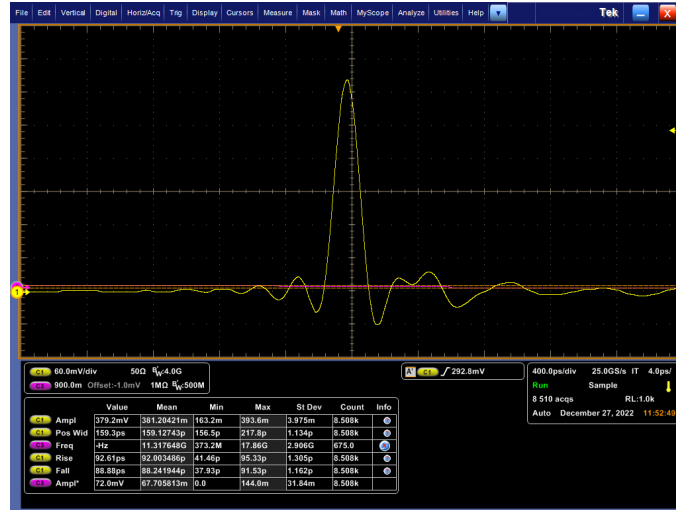 File Edit Vertical Digital Horiz/Acq Trig Display Cursors Measure Mask Math MyScope Analyze Utilities Help Tek X
1
C1 60.0mV/div 50Ω BW:4.0G
C3 900.0m Offset:-1.0mV 1MΩ BW:500M
A' C1 292.8mV
400.0ps/div 25.0GS/s IT 4.0ps/
Run Sample
8 510 acqs RL:1.0k
Auto December 27, 2022 11:52:49
Value Mean Min Max St Dev Count Info
C1 Ampl 379.2mV 381.20421m 163.2m 393.6m 3.975m 8.508k
C1 Pos Wid 159.3ps 159.12743p 156.5p 217.8p 1.134p 8.508k
Freq -Hz 11.317648G 373.2M 17.86G 2.906G 675.0
C1 Rise 92.61ps 92.003486p 41.46p 95.33p 1.305p 8.508k
C1 Fall 88.88ps 88.241944p 37.93p 91.53p 1.162p 8.508k
Ampl* 72.0mV 67.705813m 0.0 144.0m 31.84m 8.508k